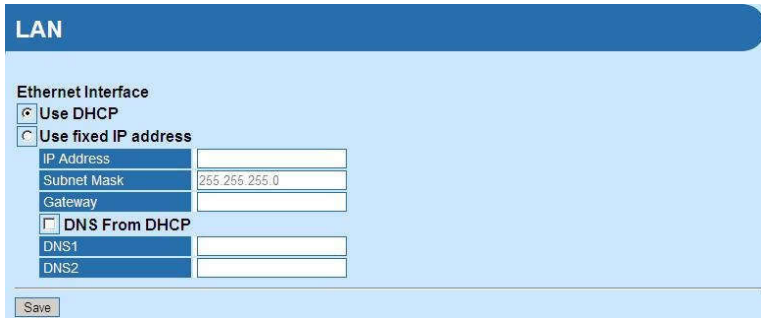 LAN
Ethernet Interface
Use DHCP
Use fixed IP address
IP Address
Subnet Mask 255.255.255.0
Gateway
DNS From DHCP
DNS1
DNS2
Save